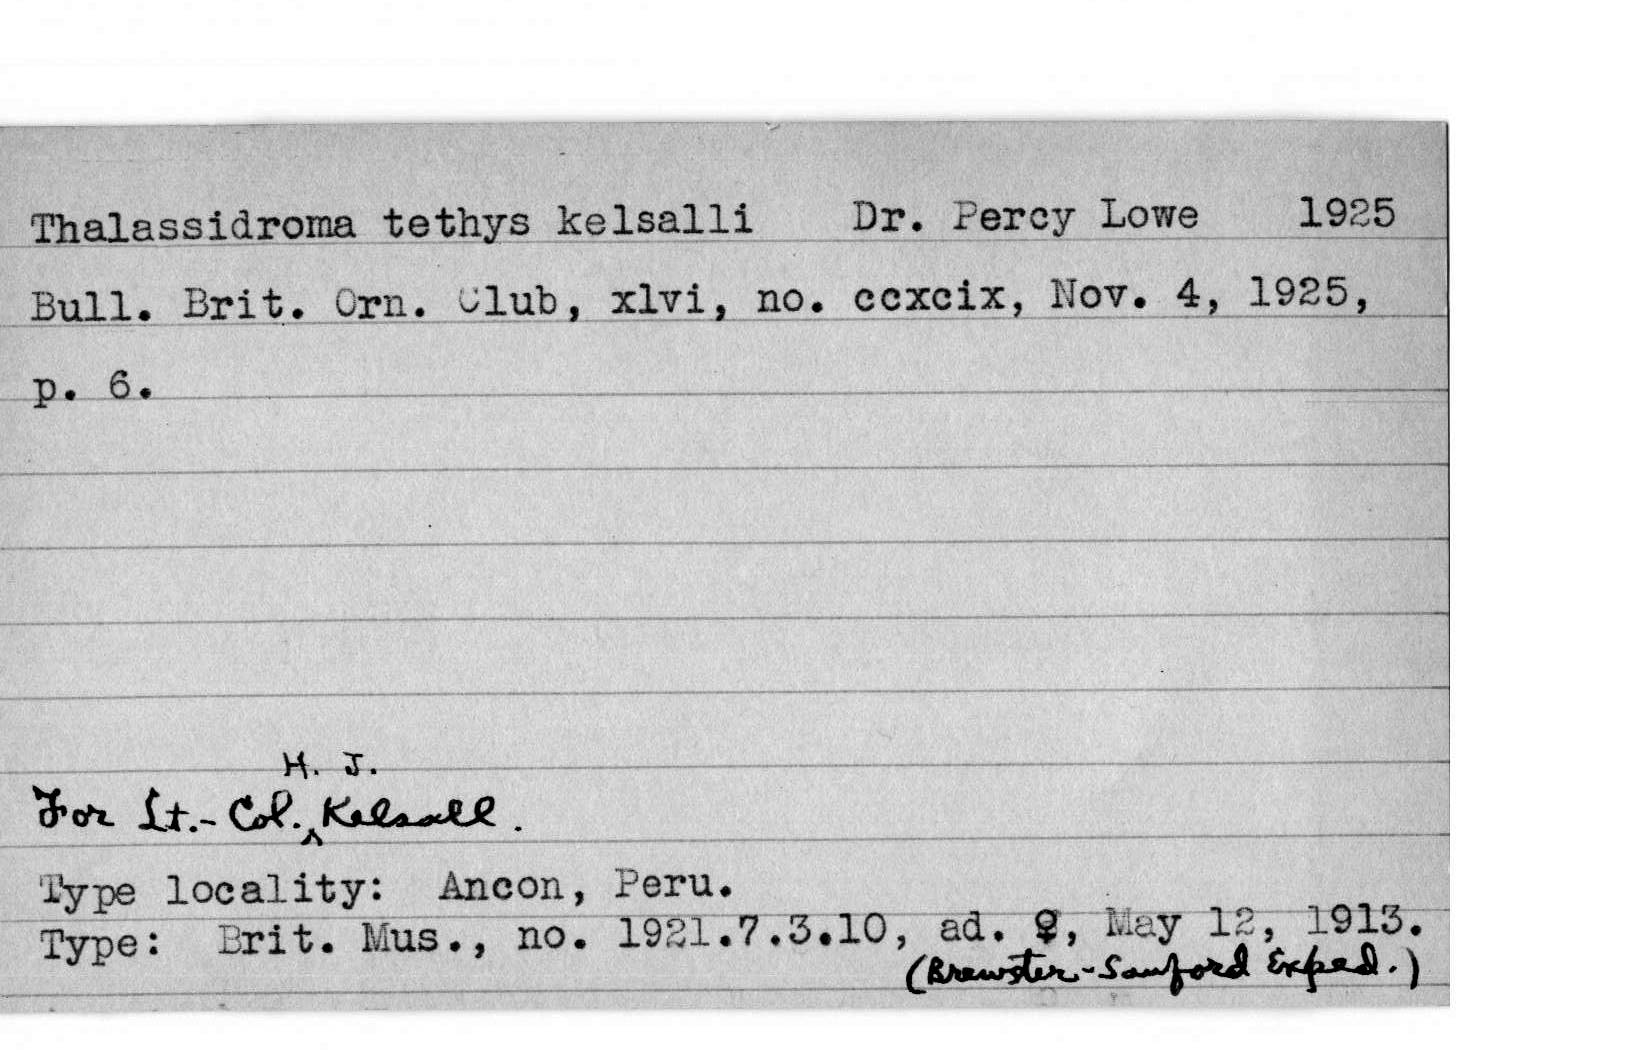 Thalassidroma tethys kelsalli Dr. Percy Lowe 1925
Bull. Brit. Orn. Club, xlvi, no. ccxcix, Nov. 4, 1925,
p. 6.
H. J.
For Lt.-Col. ^ Kelsall.
Type locality: Ancon, Peru.
Type: Brit. Mus., no. 1921.7.3.10, ad. ♀, May 12, 1913.
(Brewster-Sanford Exped.)